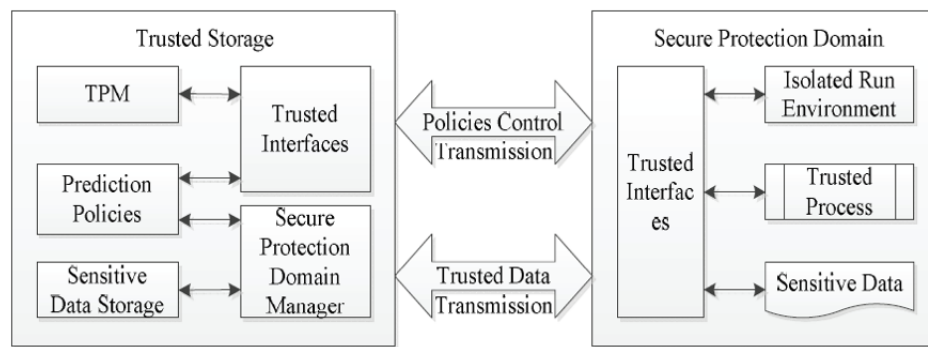 Trusted Storage
TPM
Prediction
Policies
Sensitive
Data Storage
Trusted
Interfaces
Secure
Protection
Domain
Manager
Policies Control
Transmission
Trusted Data
Transmission
Secure Protection Domain
Trusted
Interfac
es
Isolated Run
Environment
Trusted
Process
Sensitive Data